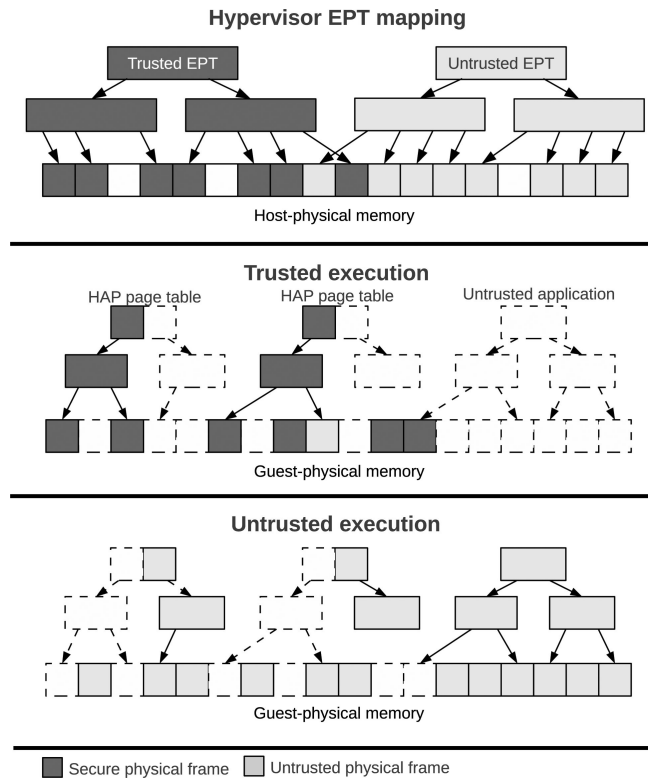 Hypervisor EPT mapping
Trusted EPT
Untrusted EPT
Host-physical memory
Trusted execution
HAP page table
HAP page table
Untrusted application
Guest-physical memory
Untrusted execution
Guest-physical memory
Secure physical frame
Untrusted physical frame